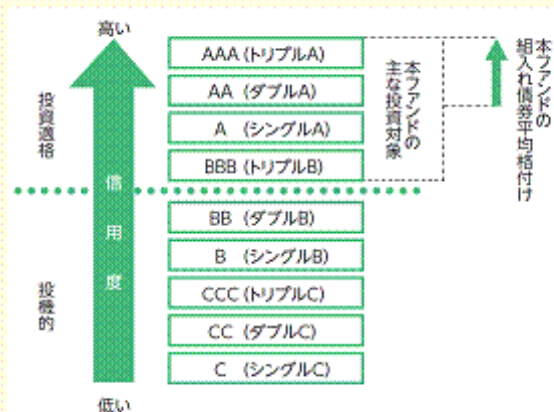 高い
投資適格
信用度
投機的
低い
AAA (トリプルA)
AA (ダブルA)
A (シングルA)
BBB (トリプルB)
BB (ダブルB)
B (シングルB)
CCC (トリプルC)
CC (ダブルC)
C (シングルC)
本ファンドの
主な投資対象
本ファンドの
組入れ債券平均格付け